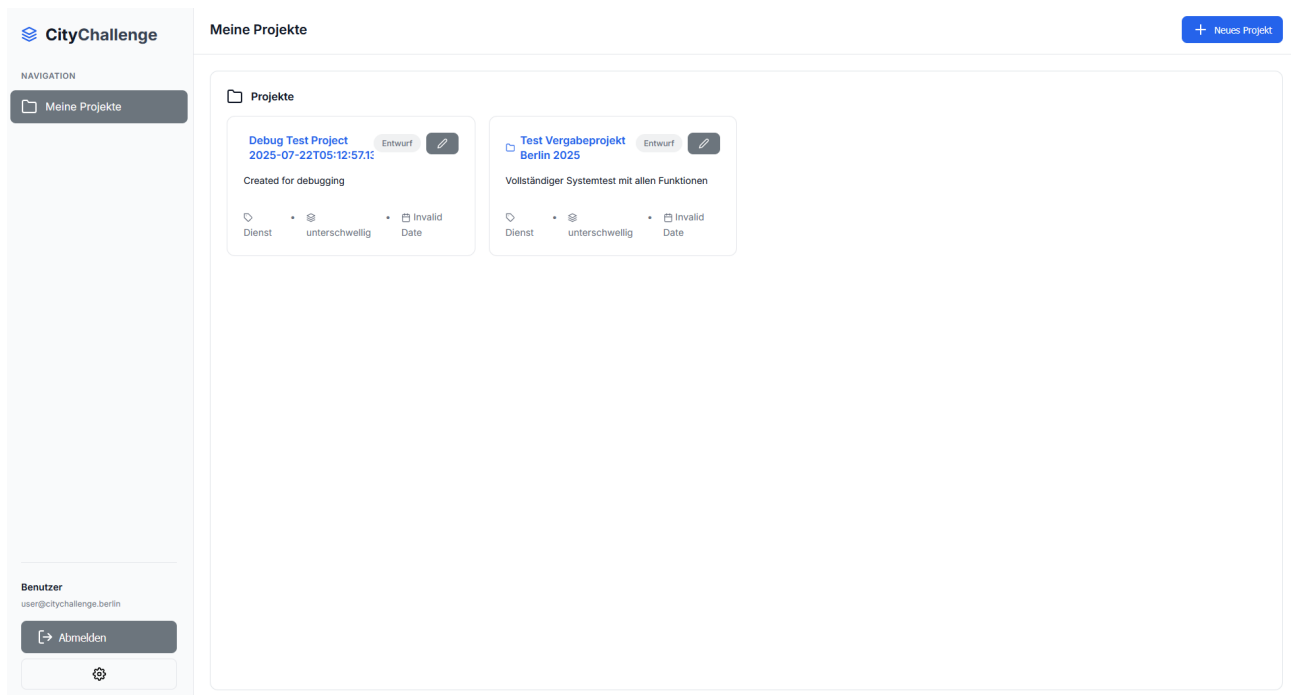 CityChallenge
NAVIGATION
Meine Projekte
Benutzer
user@citychallenge.berlin
Abmelden
Meine Projekte
Neues Projekt
Projekte
Debug Test Project
2025-07-22T05:12:57.13
Entwurf
Created for debugging
Dienst
•
unterschwellig
•
Invalid
Date
Test Vergabeprojekt
Berlin 2025
Entwurf
Vollständiger Systemtest mit allen Funktionen
Dienst
•
unterschwellig
•
Invalid
Date